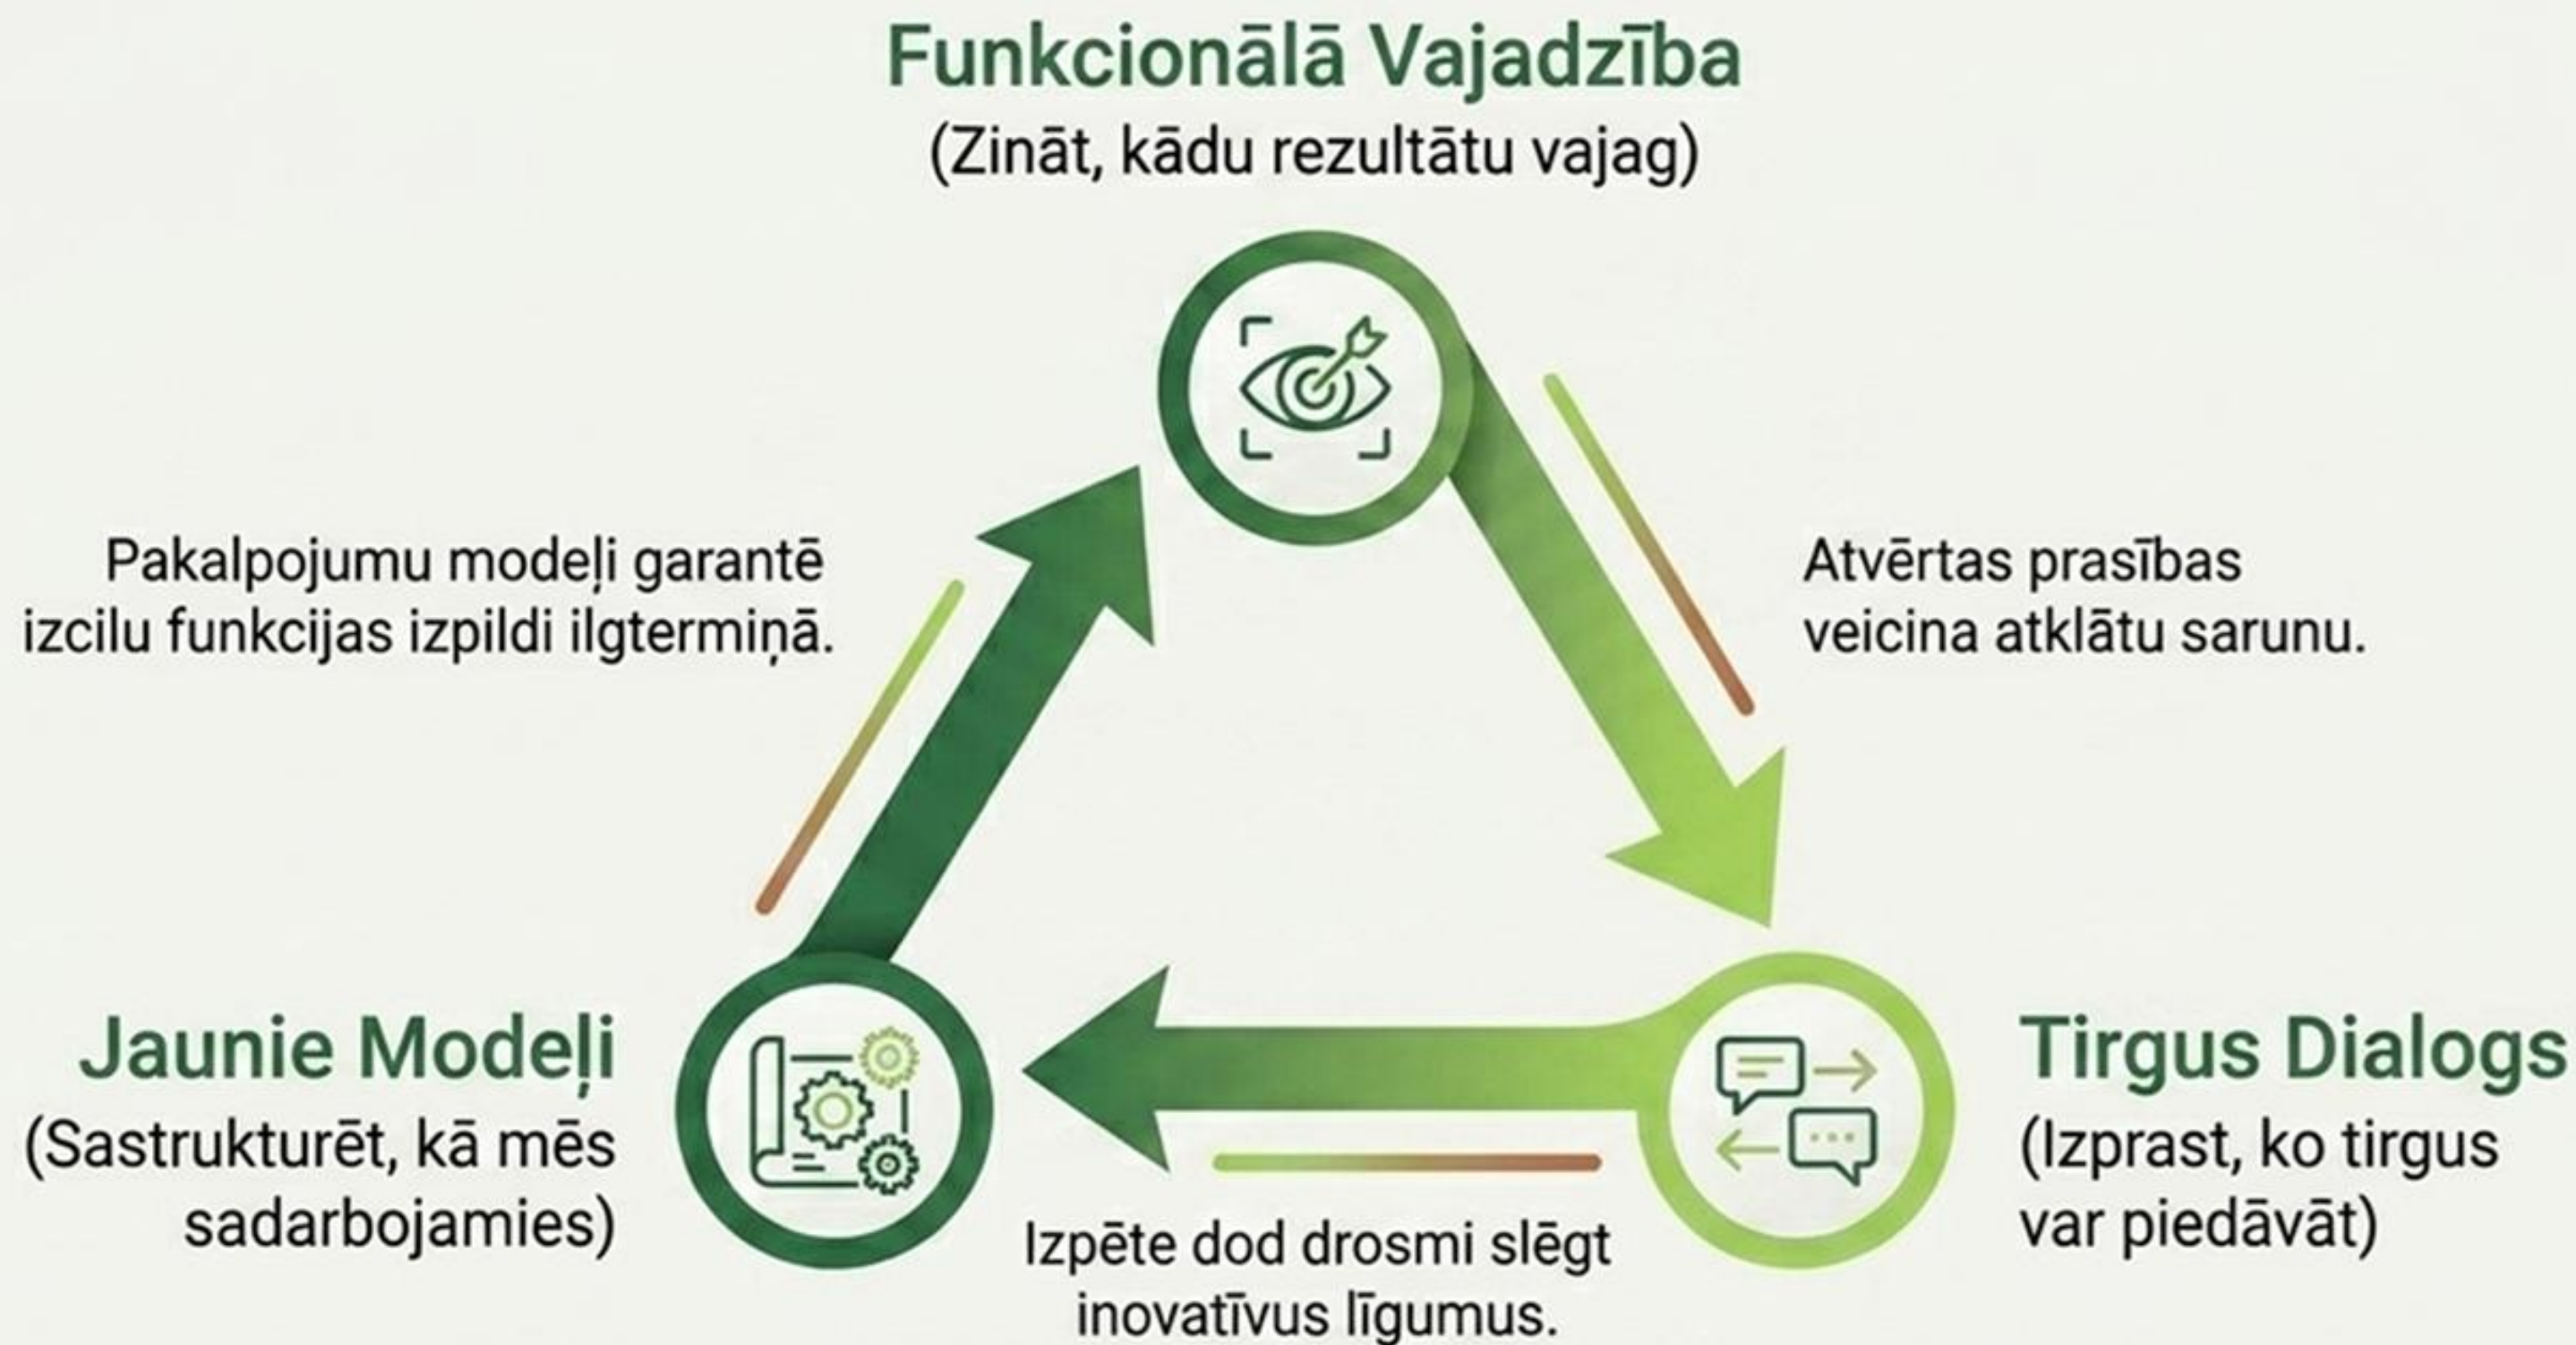 Funkcionālā Vajadzība
(Zināt, kādu rezultātu vajag)
Pakalpojumu modeļi garantē
izcilu funkcijas izpildi ilgtermiņā.
Atvērtas prasības
veicina atklātu sarunu.
Jaunie Modeļi
(Sastrukturēt, kā mēs
sadarbojamies)
Tirgus Dialogs
(Izprast, ko tirgus
var piedāvāt)
Izpēte dod drosmi slēgt
inovatīvus līgumus.